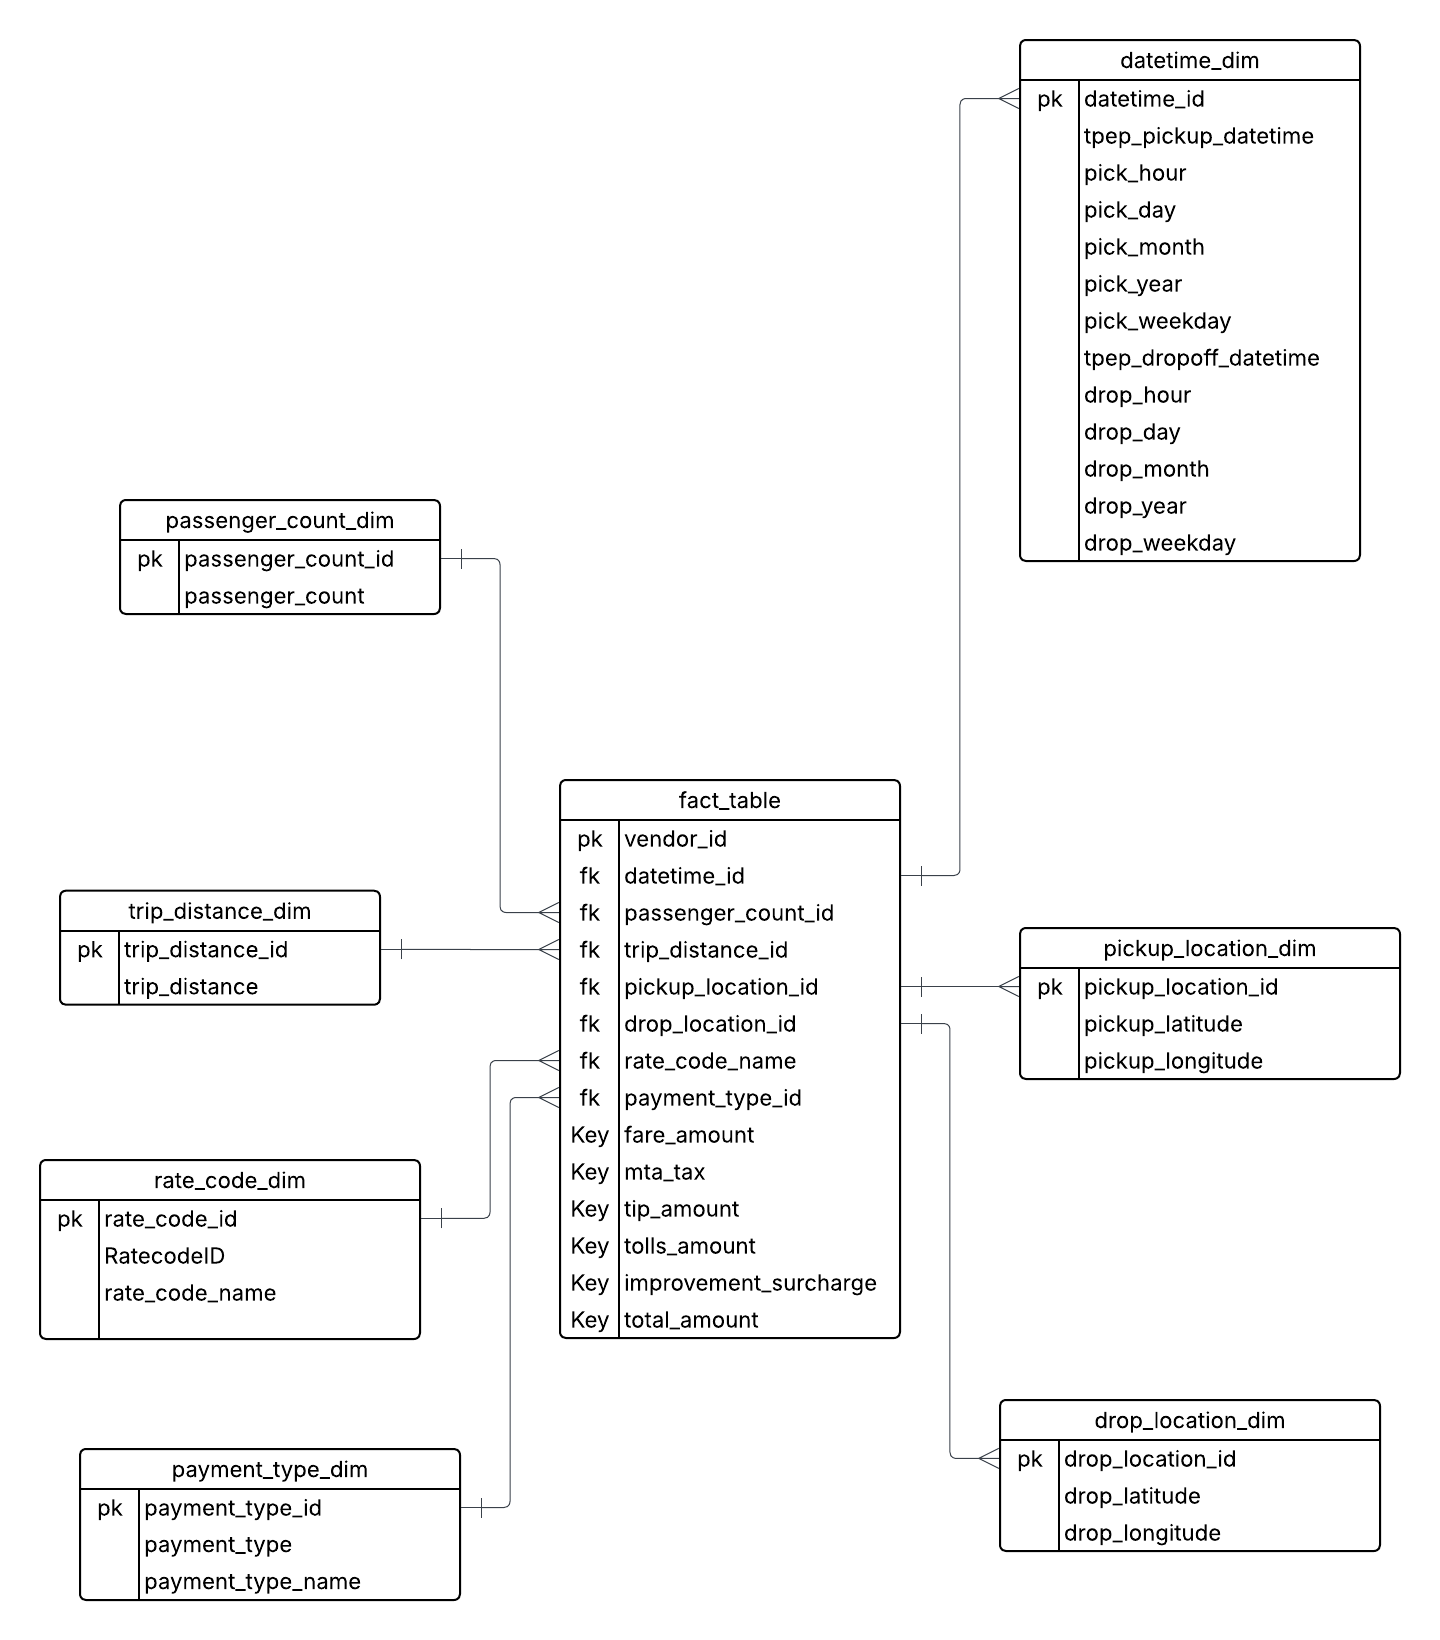 datetime_dim
pk datetime_id
tpep_pickup_datetime
pick_hour
pick_day
pick_month
pick_year
pick_weekday
tpep_dropoff_datetime
drop_hour
drop_day
drop_month
drop_year
drop_weekday
passenger_count_dim
pk passenger_count_id
passenger_count
fact_table
pk vendor_id
fk datetime_id
fk passenger_count_id
fk trip_distance_id
fk pickup_location_id
fk drop_location_id
fk rate_code_name
fk payment_type_id
Key fare_amount
Key mta_tax
Key tip_amount
Key tolls_amount
Key improvement_surcharge
Key total_amount
trip_distance_dim
pk trip_distance_id
trip_distance
pickup_location_dim
pk pickup_location_id
pickup_latitude
pickup_longitude
rate_code_dim
pk rate_code_id
RatecodeID
rate_code_name
drop_location_dim
pk drop_location_id
drop_latitude
drop_longitude
payment_type_dim
pk payment_type_id
payment_type
payment_type_name